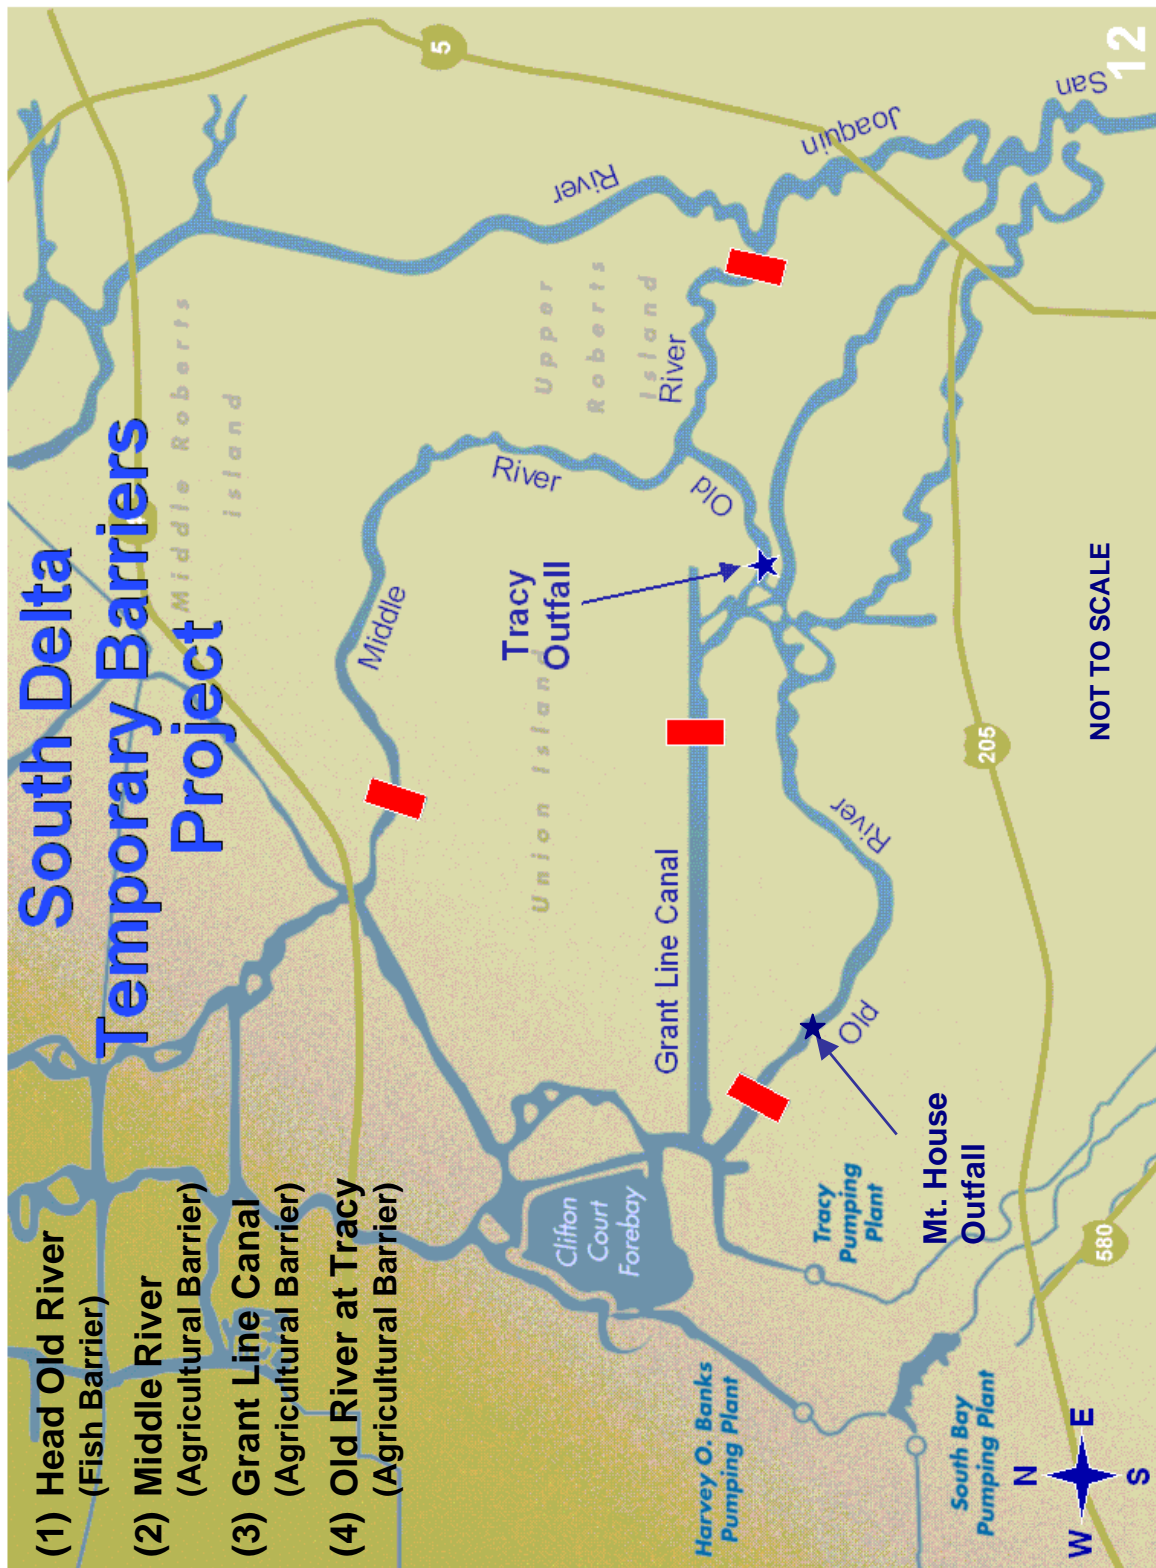 South Delta
Temporary Barriers
Project
(1) Head Old River
(Fish Barrier)
(2) Middle River
(Agricultural Barrier)
(3) Grant Line Canal
(Agricultural Barrier)
(4) Old River at Tracy
(Agricultural Barrier)
Middle Roberts
island
Upper
Roberts
Island
Union Island
Middle
River
River
Old
River
San
Joaquin
River
Tracy
Outfall
Grant Line Canal
Old
River
Mt. House
Outfall
Clifton
Court
Forebay
Tracy
Pumping
Plant
Harvey O. Banks
Pumping Plant
South Bay
Pumping Plant
5
205
580
NOT TO SCALE
N
W
E
S
12